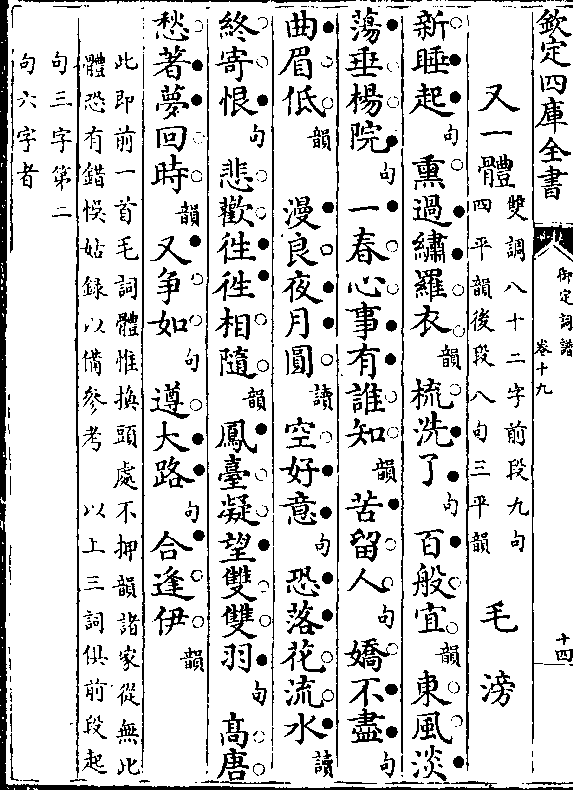 欽定四庫全書
御定詞譜
卷十九
十四
又一體 雙調八十二字前段九句
四平韻後段八句三平韻 毛滂
新睡起句 熏過繡羅衣韻 梳洗了句 百般宜韻 東風淡
蕩垂楊院句 一春心事有誰知韻 苦留人句 嬌不盡句
曲眉低韻 漫良夜月圓讀 空好意句 恐落花流水讀
終寄恨句 悲歡徃徃相隨韻 鳳臺凝望雙雙羽句 髙唐
愁著夢回時韻 又争如句 遵大路句 合逢伊韻
此即前一首毛詞體惟換頭處不押韻諸家從無此
體恐有錯悞姑録以備參考 以上三詞俱前段起
句三字第二
句六字者